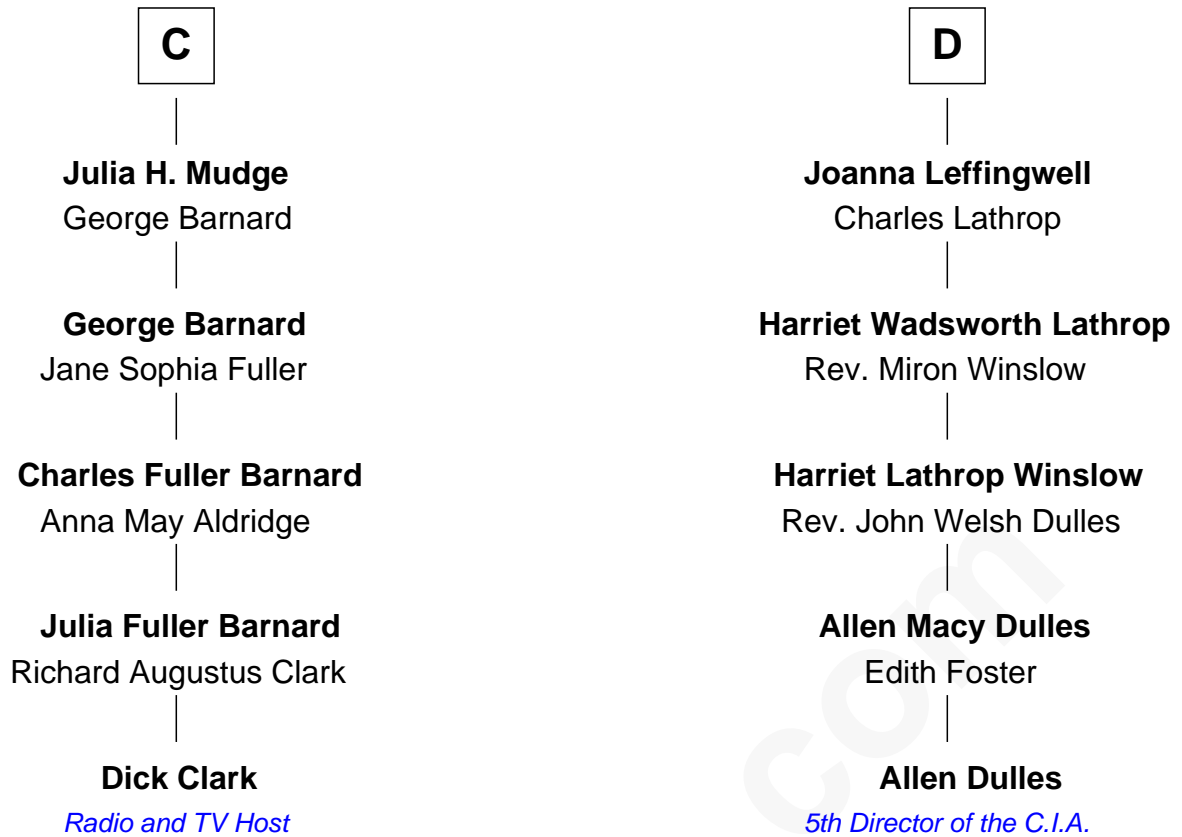 C
Julia H. Mudge
George Barnard
George Barnard
Jane Sophia Fuller
Charles Fuller Barnard
Anna May Aldridge
Julia Fuller Barnard
Richard Augustus Clark
Dick Clark
Radio and TV Host
D
Joanna Leffingwell
Charles Lathrop
Harriet Wadsworth Lathrop
Rev. Miron Winslow
Harriet Lathrop Winslow
Rev. John Welsh Dulles
Allen Macy Dulles
Edith Foster
Allen Dulles
5th Director of the C.I.A.
com